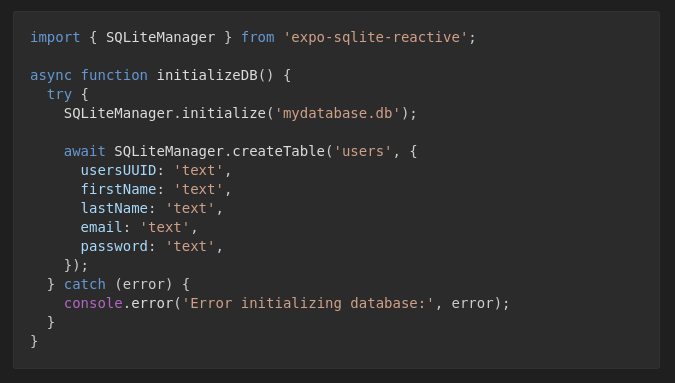 import { SQLiteManager } from 'expo-sqlite-reactive';

async function initializeDB() {
  try {
    SQLiteManager.initialize('mydatabase.db');

    await SQLiteManager.createTable('users', {
      usersUUID: 'text',
      firstName: 'text',
      lastName: 'text',
      email: 'text',
      password: 'text',
    });
  } catch (error) {
    console.error('Error initializing database:', error);
  }
}